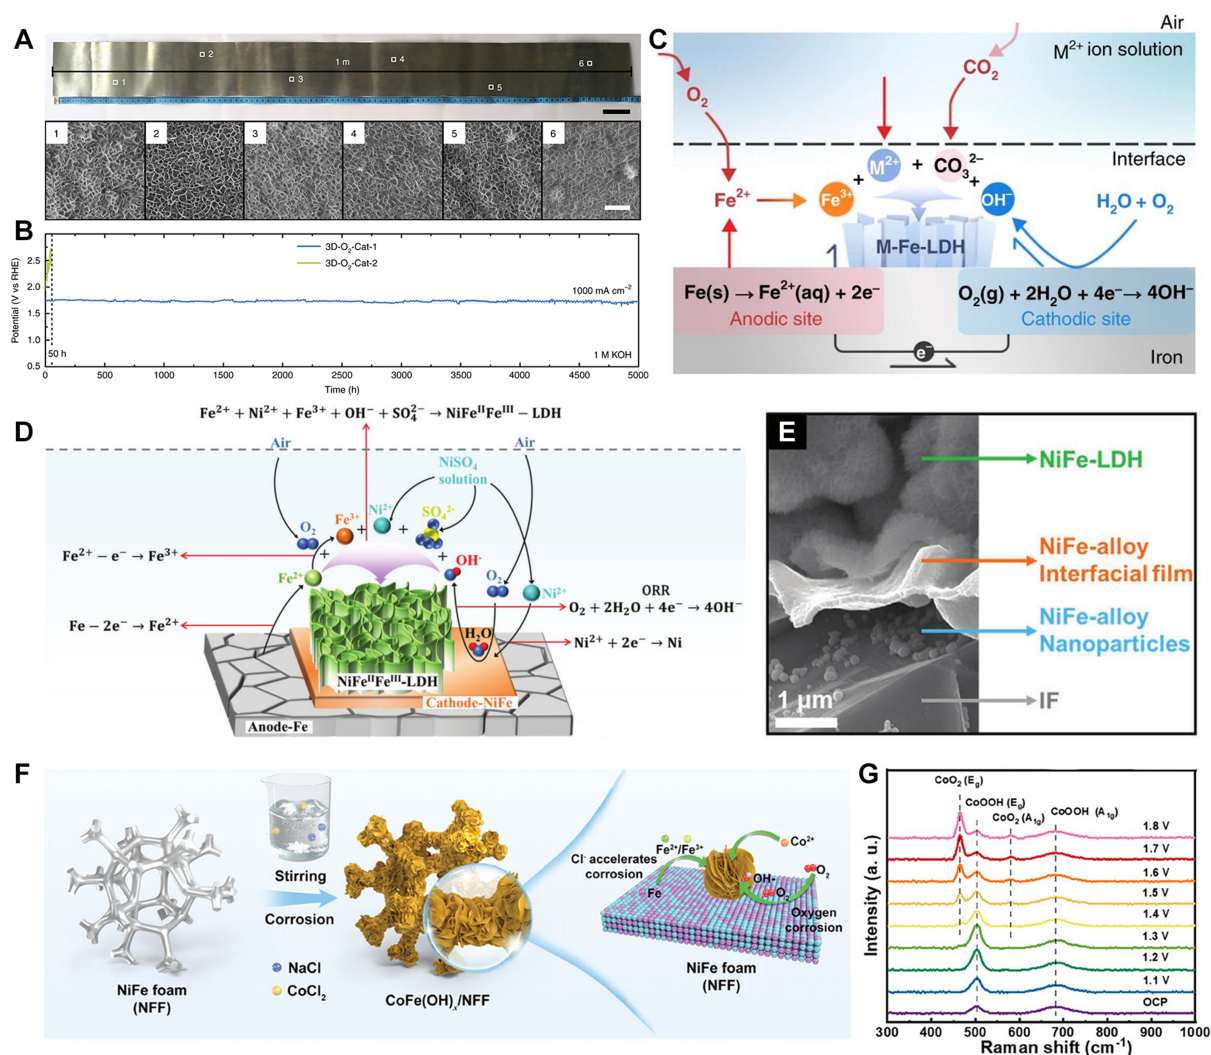 A
1 m
1
2
3
4
5
6
1
2
3
4
5
6
B
3D-O₂-Cat-1
3D-O₂-Cat-2
1000 mA cm⁻²
50 h
1 M KOH
Potential (V vs RHE)
2.5
2.0
1.5
1.0
0.5
0
500
1000
1500
2000
2500
3000
3500
4000
4500
5000
Time (h)
C
Air
M²⁺ ion solution
CO₂
O₂
Interface
M²⁺
+
CO₃²⁻
+
+
Fe²⁺
Fe³⁺
OH⁻
H₂O + O₂
M-Fe-LDH
Fe(s) → Fe²⁺(aq) + 2e⁻
Anodic site
O₂(g) + 2H₂O + 4e⁻→ 4OH⁻
Cathodic site
e⁻
Iron
D
Fe²⁺ + Ni²⁺ + Fe³⁺ + OH⁻ + SO₄²⁻ → NiFeᴵᴵFeᴵᴵᴵ − LDH
Air
Air
NiSO₄
solution
Ni²⁺
SO₄²⁻
Fe³⁺
+
+
O₂
+
+
OH⁻
O₂
Ni²⁺
Fe²⁺ − e⁻ → Fe³⁺
Fe²⁺
ORR
O₂ + 2H₂O + 4e⁻ → 4OH⁻
Fe − 2e⁻ → Fe²⁺
H₂O
Ni²⁺ + 2e⁻ → Ni
NiFeᴵᴵFeᴵᴵᴵ-LDH
Cathode-NiFe
Anode-Fe
E
NiFe-LDH
NiFe-alloy
Interfacial film
NiFe-alloy
Nanoparticles
IF
1 µm
F
Stirring
Corrosion
NaCl
CoCl₂
NiFe foam
(NFF)
CoFe(OH)ₓ/NFF
Cl⁻ accelerates
corrosion
Fe²⁺/Fe³⁺
Co²⁺
Fe
OH-
O₂
O₂
Oxygen
corrosion
NiFe foam
(NFF)
G
CoO₂ (E_g)
CoOOH (E_g)
CoO₂ (A₁g)
CoOOH (A₁g)
1.8 V
1.7 V
1.6 V
1.5 V
1.4 V
1.3 V
1.2 V
1.1 V
OCP
Intensity (a. u.)
300
400
500
600
700
800
900
1000
Raman shift (cm⁻¹)